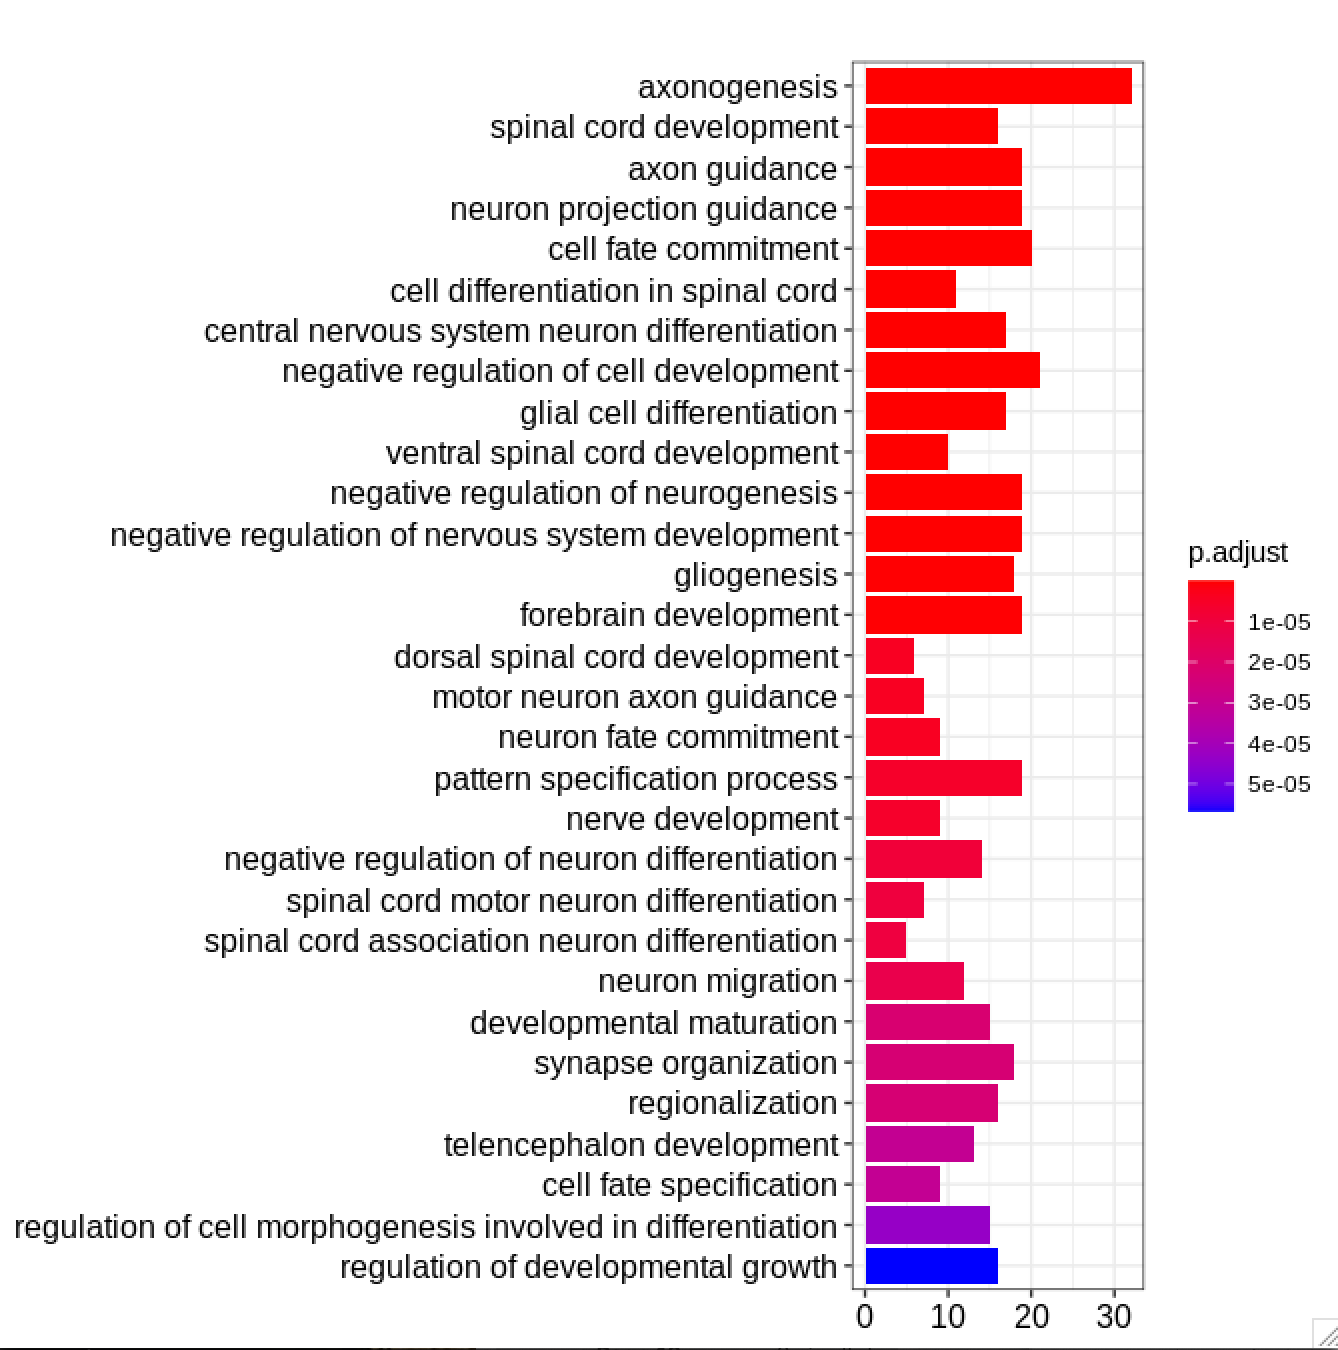 axonogenesis
spinal cord development
axon guidance
neuron projection guidance
cell fate commitment
cell differentiation in spinal cord
central nervous system neuron differentiation
negative regulation of cell development
glial cell differentiation
ventral spinal cord development
negative regulation of neurogenesis
negative regulation of nervous system development
gliogenesis
forebrain development
dorsal spinal cord development
motor neuron axon guidance
neuron fate commitment
pattern specification process
nerve development
negative regulation of neuron differentiation
spinal cord motor neuron differentiation
spinal cord association neuron differentiation
neuron migration
developmental maturation
synapse organization
regionalization
telencephalon development
cell fate specification
regulation of cell morphogenesis involved in differentiation
regulation of developmental growth
0 10 20 30
p.adjust
1e-05
2e-05
3e-05
4e-05
5e-05